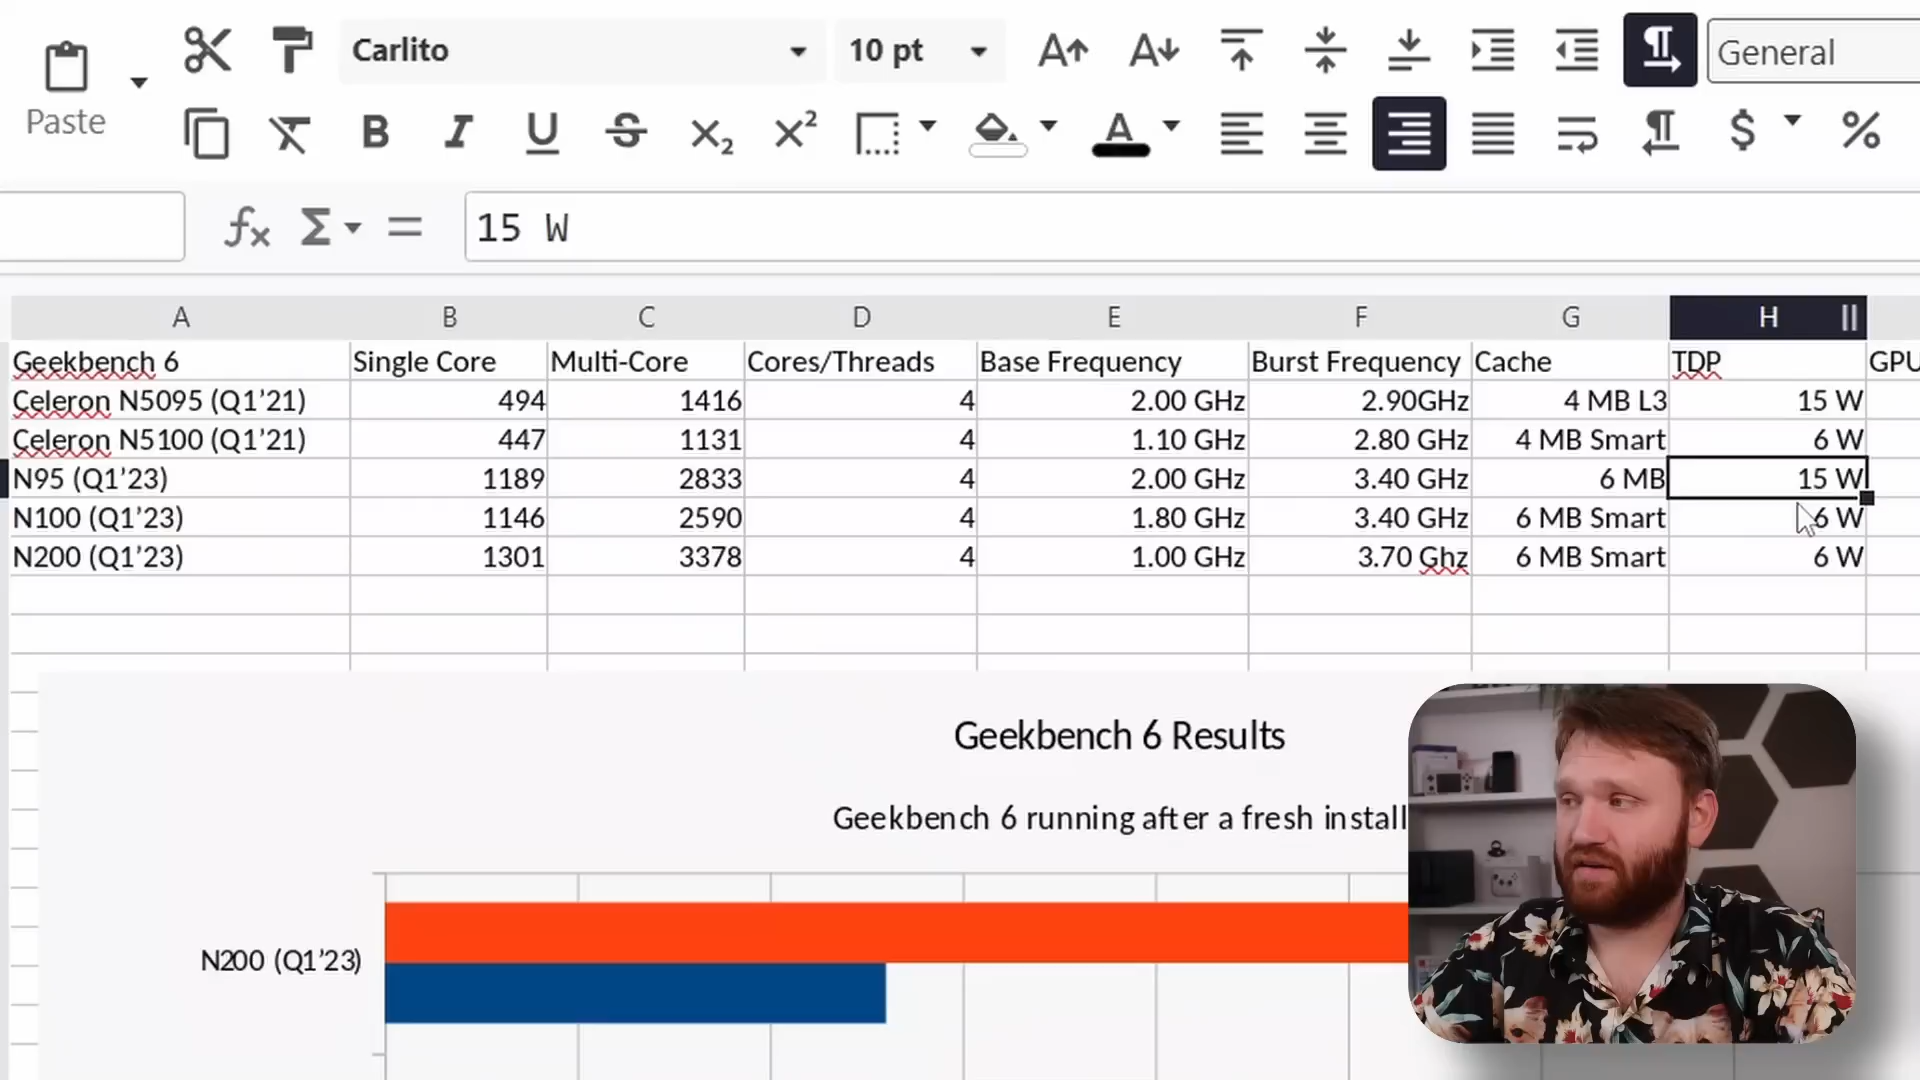 Carlito 10 pt General
Paste
15 W
A B C D E F G H
Geekbench 6 Single Core Multi-Core Cores/Threads Base Frequency Burst Frequency Cache TDP GPU
Celeron N5095 (Q1’21) 494 1416 4 2.00 GHz 2.90GHz 4 MB L3 15 W
Celeron N5100 (Q1’21) 447 1131 4 1.10 GHz 2.80 GHz 4 MB Smart 6 W
N95 (Q1’23) 1189 2833 4 2.00 GHz 3.40 GHz 6 MB 15 W
N100 (Q1’23) 1146 2590 4 1.80 GHz 3.40 GHz 6 MB Smart 6 W
N200 (Q1’23) 1301 3378 4 1.00 GHz 3.70 Ghz 6 MB Smart 6 W
Geekbench 6 Results
Geekbench 6 running after a fresh install
N200 (Q1’23)